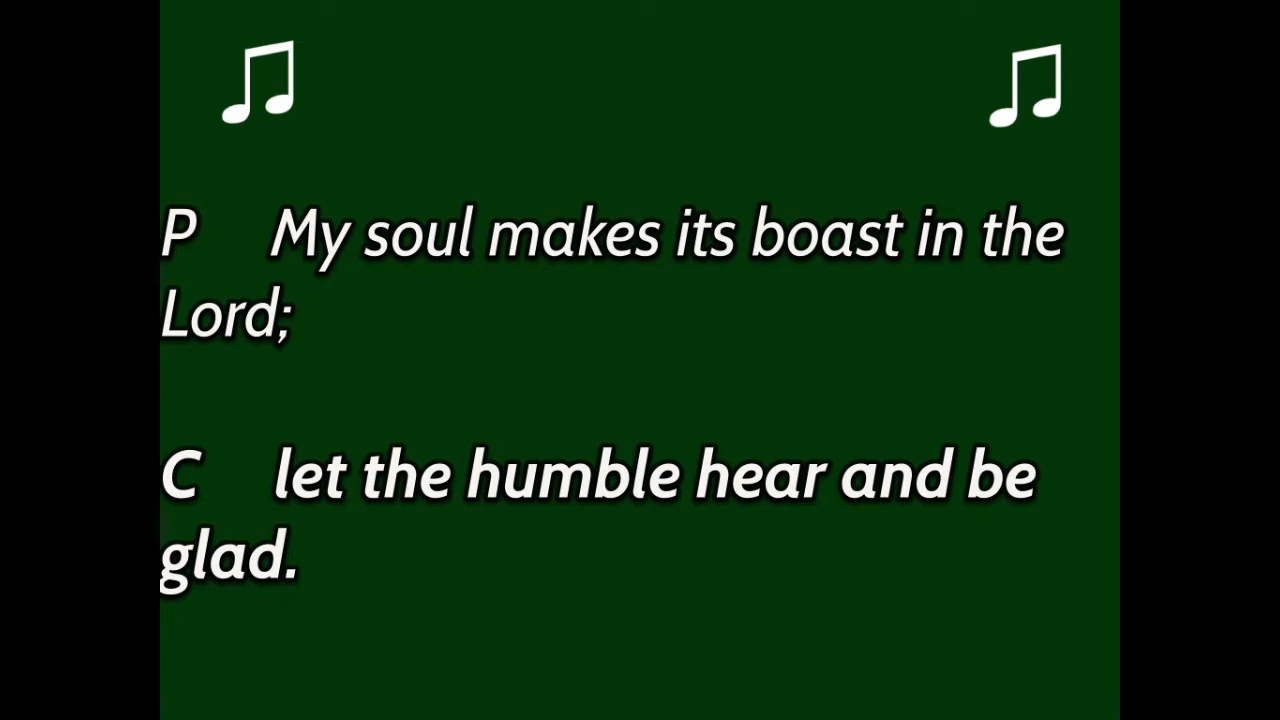 P My soul makes its boast in the
Lord;
C let the humble hear and be
glad.